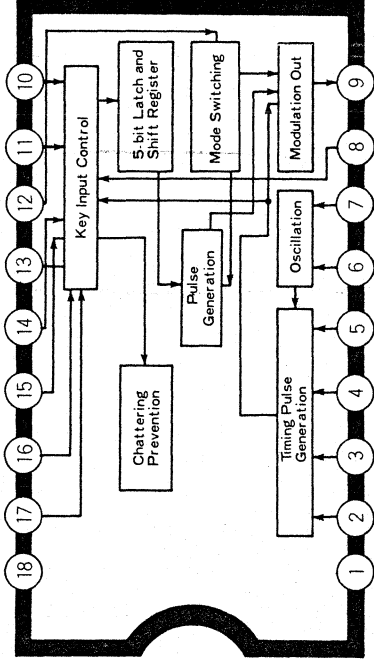 10
11
12
13
14
15
16
17
18
Key Input Control
5-bit Latch and
Shift Register
Mode Switching
Modulation Out
Pulse
Generation
Chattering
Prevention
Oscillation
Timing Pulse
Generation
9
8
7
6
5
4
3
2
1